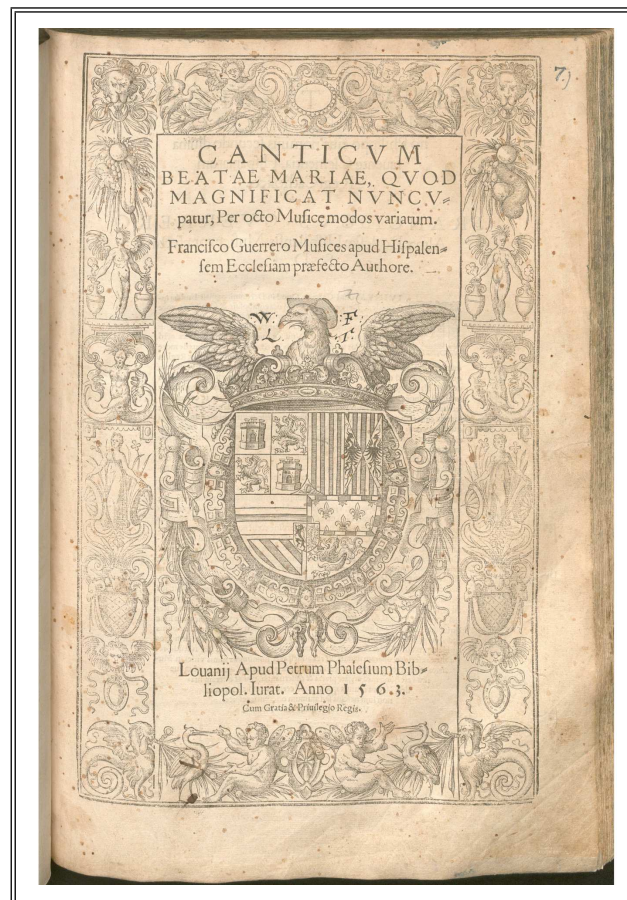 7)
CANTICVM
BEATAE MARIAE, QVOD
MAGNIFICAT NVNCV⸗
patur, Per octo Musicę modos variatum.
Francisco Guerrero Musices apud Hispalen⸗
sem Ecclesiam præfecto Authore.
W. F.
L. T.
Louanij Apud Petrum Phalesium Bib⸗
liopol. Iurat. Anno 1563.
Cum Gratia & Priuilegio Regis.